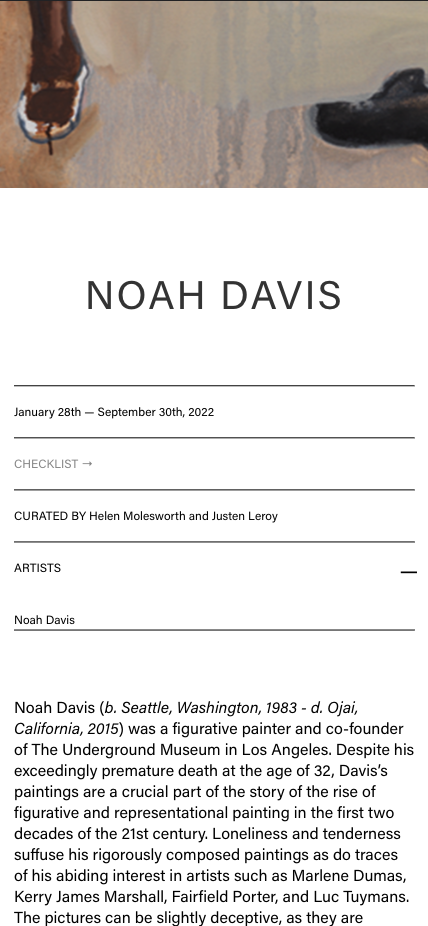 NOAH DAVIS
January 28th — September 30th, 2022
CHECKLIST →
CURATED BY Helen Molesworth and Justen Leroy
ARTISTS
Noah Davis
Noah Davis (b. Seattle, Washington, 1983 - d. Ojai,
California, 2015) was a figurative painter and co-founder
of The Underground Museum in Los Angeles. Despite his
exceedingly premature death at the age of 32, Davis's
paintings are a crucial part of the story of the rise of
figurative and representational painting in the first two
decades of the 21st century. Loneliness and tenderness
suffuse his rigorously composed paintings as do traces
of his abiding interest in artists such as Marlene Dumas,
Kerry James Marshall, Fairfield Porter, and Luc Tuymans.
The pictures can be slightly deceptive, as they are